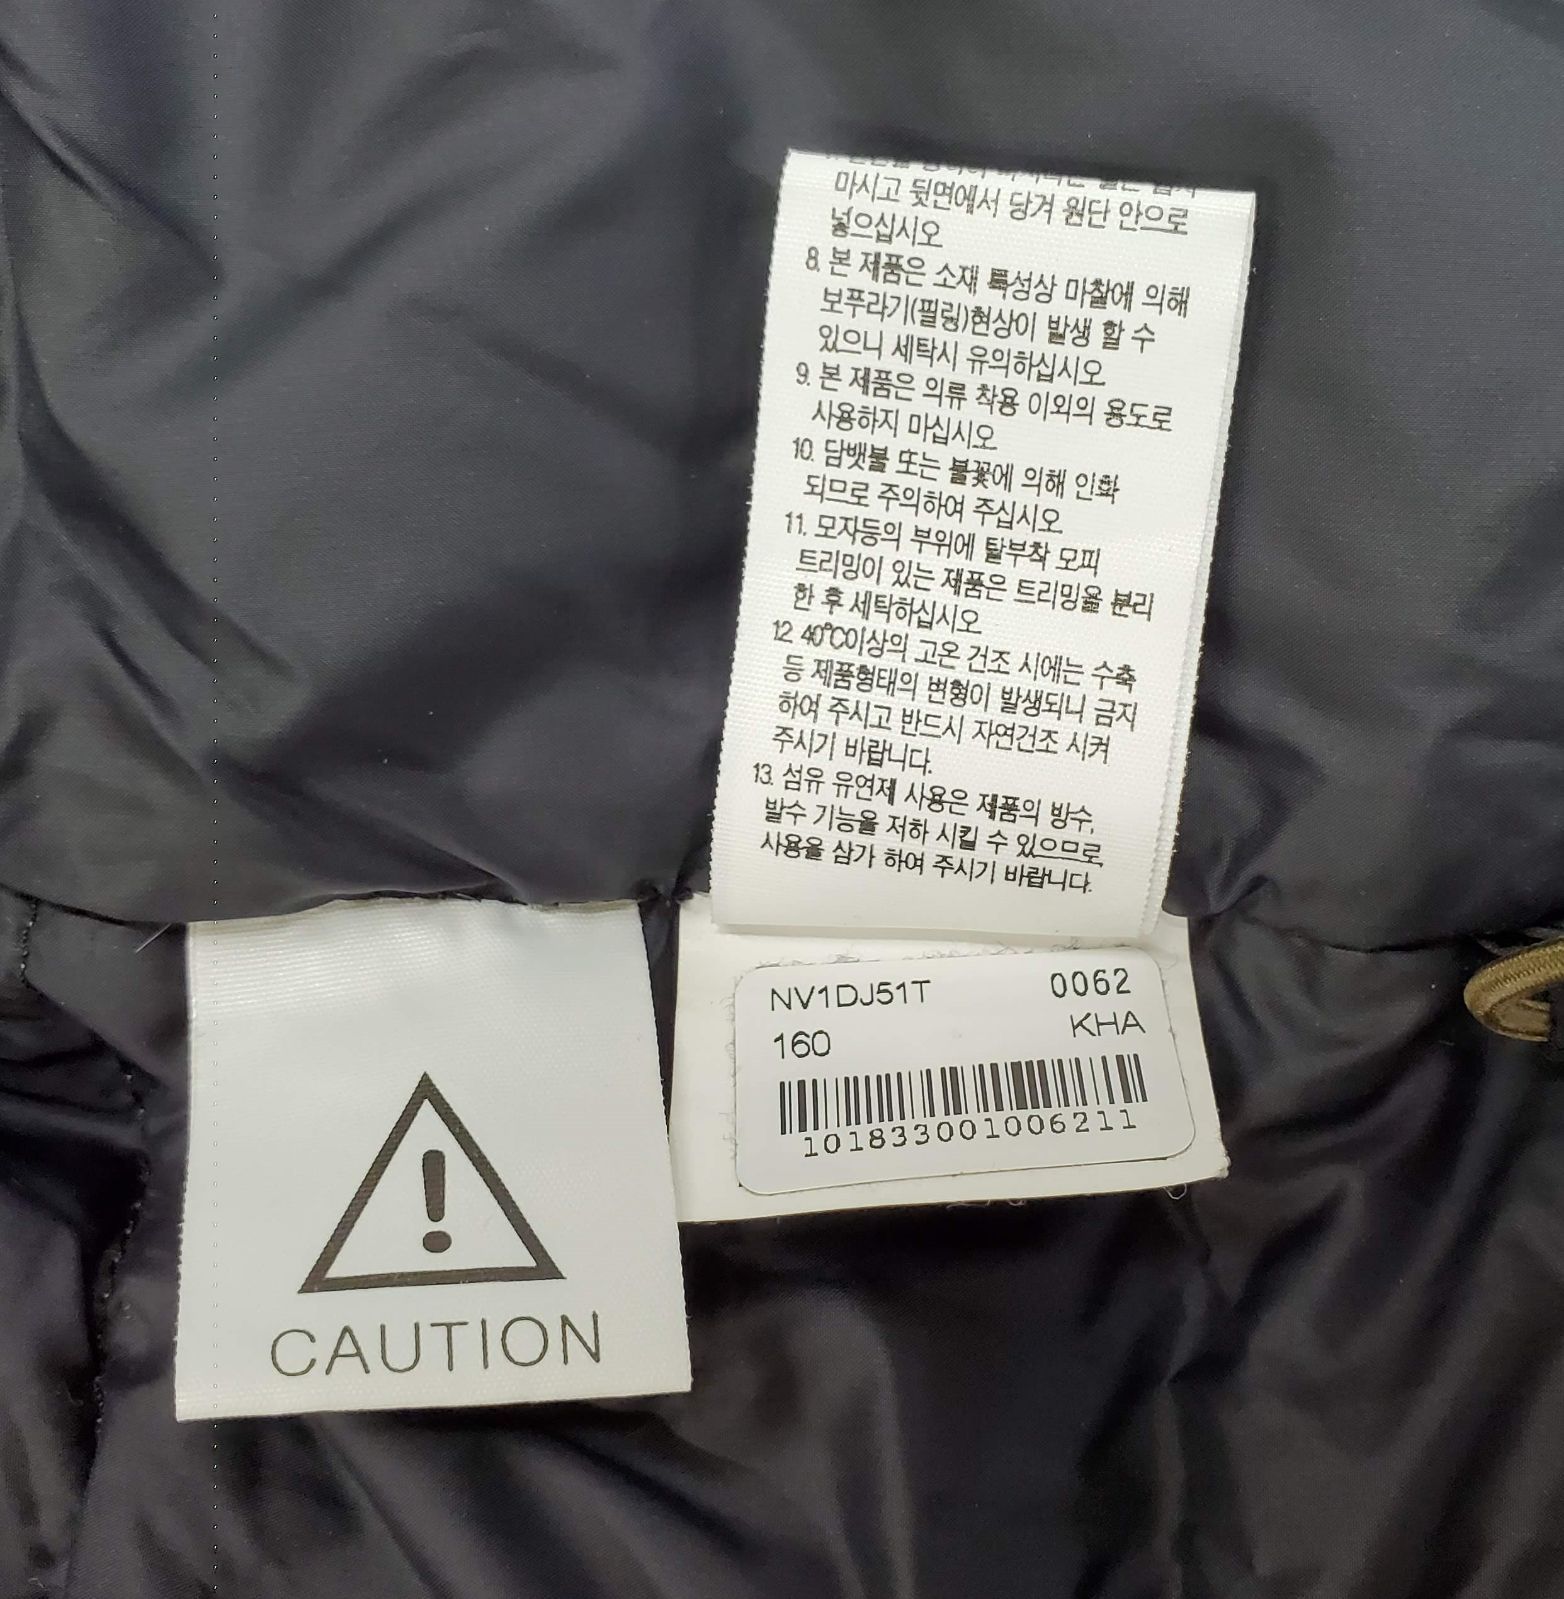 마시고 뒷면에서 당겨 원단 안으로
넣으십시오
8. 본 제품은 소재 특성상 마찰에 의해
보푸라기(필링)현상이 발생 할 수
있으니 세탁시 유의하십시오
9. 본 제품은 의류 착용 이외의 용도로
사용하지 마십시오
10. 담뱃불 또는 불꽃에 의해 인화
되므로 주의하여 주십시오
11. 모자등의 부위에 탈부착 모피
트리밍이 있는 제품은 트리밍을 분리
한 후 세탁하십시오
12 40℃이상의 고온 건조 시에는 수축
등 제품형태의 변형이 발생되니 금지
하여 주시고 반드시 자연건조 시켜
주시기 바랍니다.
13. 섬유 유연제 사용은 제품의 방수,
발수 기능을 저하 시킬 수 있으므로,
사용을 삼가 하여 주시기 바랍니다.
NV1DJ51T 0062
160 KHA
101833001006211
CAUTION